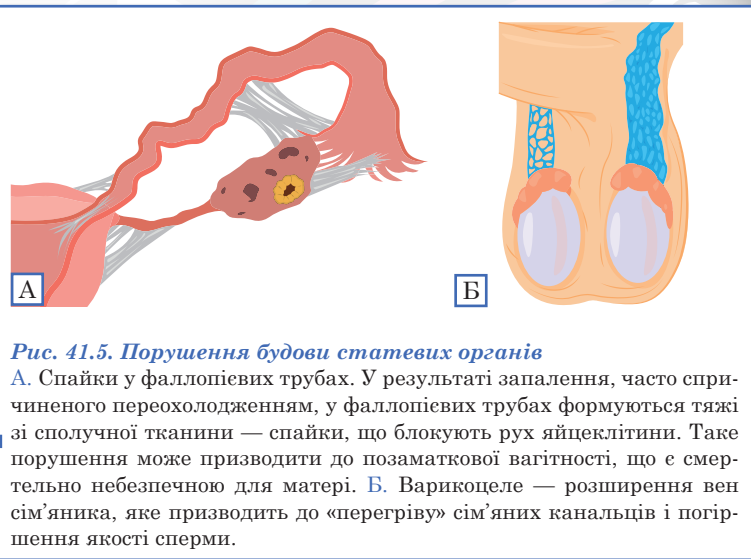 А
Б
Рис. 41.5. Порушення будови статевих органів
А. Спайки у фаллопієвих трубах. У результаті запалення, часто спри-
чиненого переохолодженням, у фаллопієвих трубах формуються тяжі
зі сполучної тканини — спайки, що блокують рух яйцеклітини. Таке
порушення може призводити до позаматкової вагітності, що є смер-
тельно небезпечною для матері. Б. Варикоцеле — розширення вен
сім’яника, яке призводить до «перегріву» сім’яних канальців і погір-
шення якості сперми.